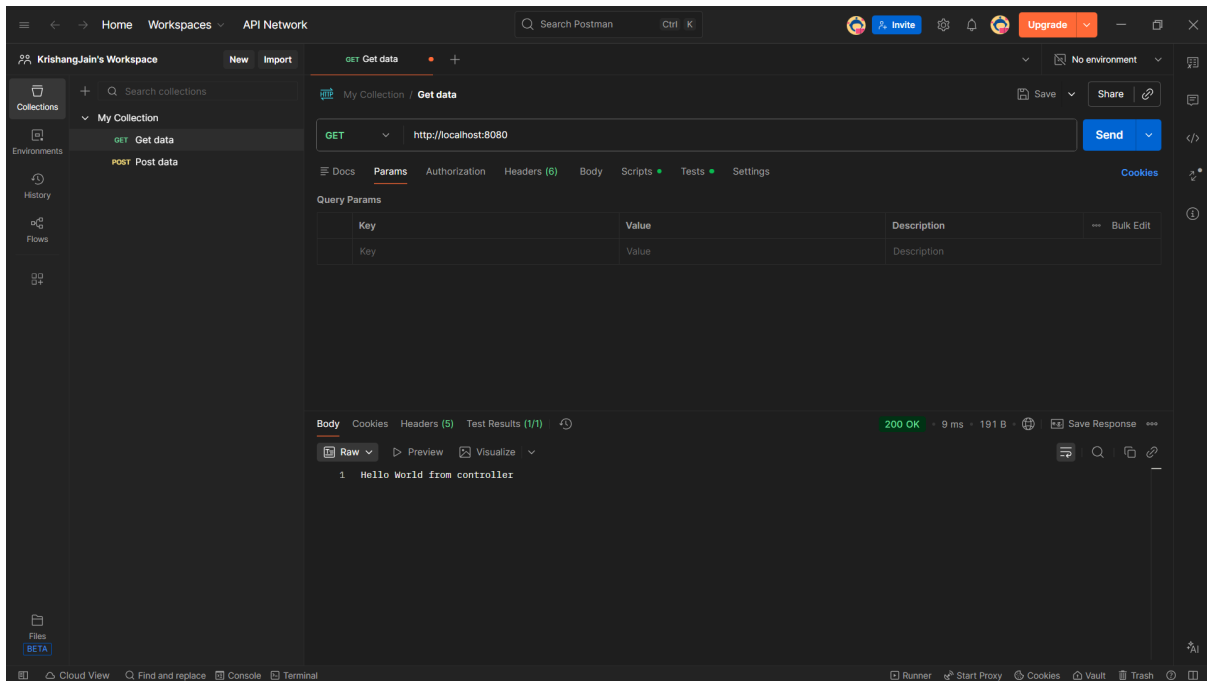 Home Workspaces API Network Search Postman Ctrl K Invite Upgrade
KrishangJain's Workspace New Import GET Get data No environment
Collections Search collections My Collection / Get data Save Share
My Collection
GET Get data
POST Post data
Environments
History
Flows
GET http://localhost:8080 Send
Docs Params Authorization Headers (6) Body Scripts Tests Settings Cookies
Query Params
Key Value Description Bulk Edit
Key Value Description
Body Cookies Headers (5) Test Results (1/1) 200 OK 9 ms 191 B Save Response
Raw Preview Visualize
1 Hello World from controller
Files
BETA
AI
Cloud View Find and replace Console Terminal Runner Start Proxy Cookies Vault Trash